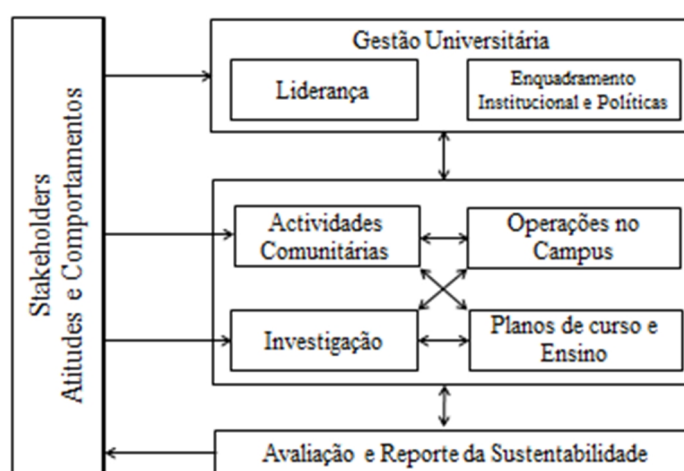 Stakeholders
Atitudes e Comportamentos
Gestão Universitária
Liderança
Enquadramento
Institucional e Políticas
Actividades
Comunitárias
Operações no
Campus
Investigação
Planos de curso e
Ensino
Avaliação e Reporte da Sustentabilidade